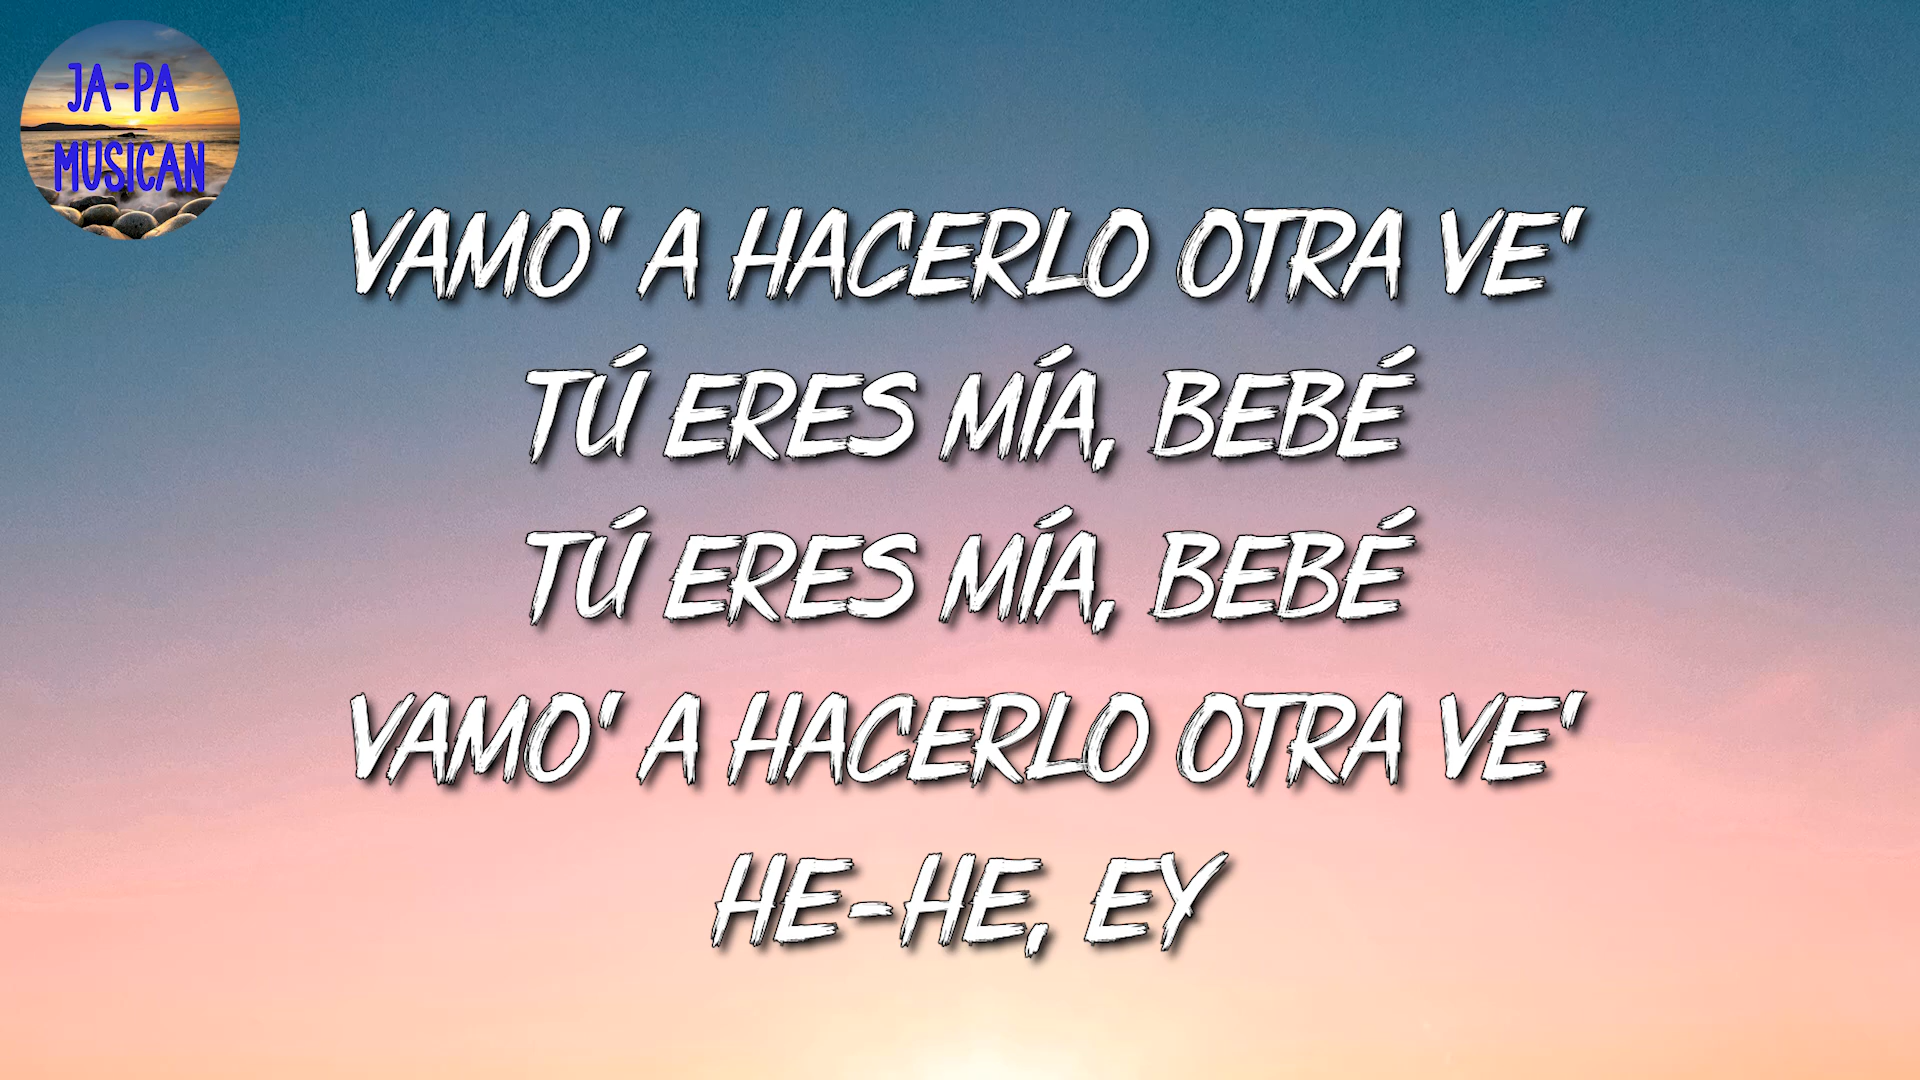 JA-PA
MUSICAN
VAMO' A HACERLO OTRA VE'
TÚ ERES MÍA, BEBÉ
TÚ ERES MÍA, BEBÉ
VAMO' A HACERLO OTRA VE'
HE-HE, EY